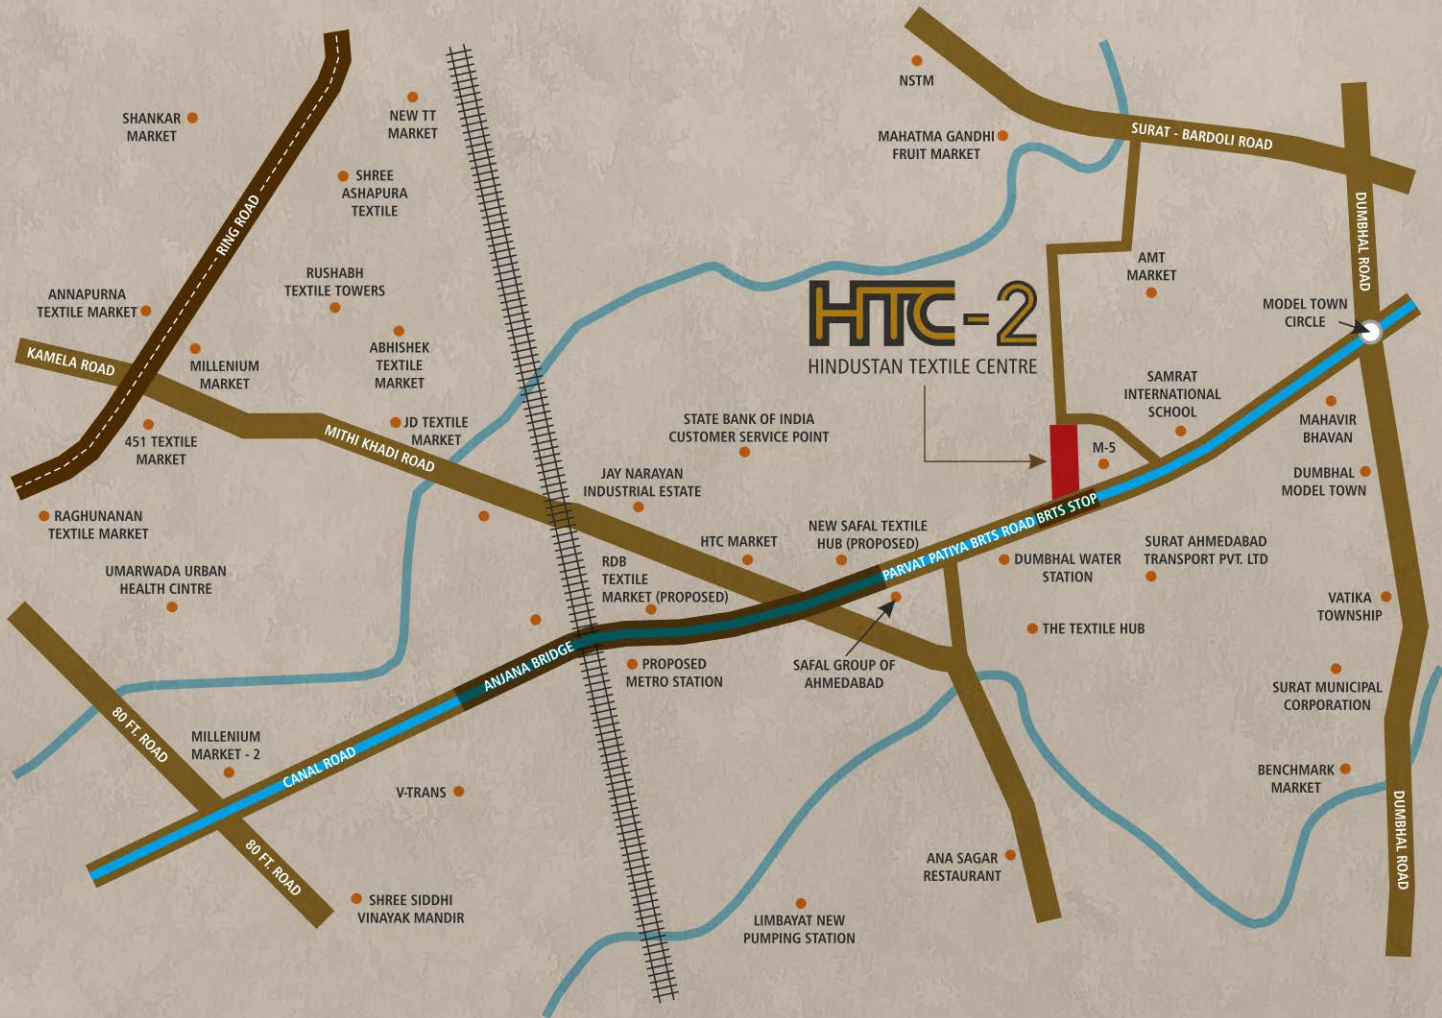 NSTM
SHANKAR
MARKET
NEW TT
MARKET
MAHATMA GANDHI
FRUIT MARKET
SURAT - BARDOLI ROAD
SHREE
ASHAPURA
TEXTILE
RING ROAD
DUMBHAL ROAD
RUSHABH
TEXTILE TOWERS
AMT
MARKET
ANNAPURNA
TEXTILE MARKET
HTC-2
HINDUSTAN TEXTILE CENTRE
MODEL TOWN
CIRCLE
KAMELA ROAD
MILLENIUM
MARKET
ABHISHEK
TEXTILE
MARKET
SAMRAT
INTERNATIONAL
SCHOOL
451 TEXTILE
MARKET
MITHI KHADI ROAD
JD TEXTILE
MARKET
STATE BANK OF INDIA
CUSTOMER SERVICE POINT
M-5
MAHAVIR
BHAVAN
JAY NARAYAN
INDUSTRIAL ESTATE
DUMBHAL
MODEL TOWN
RAGHUNANAN
TEXTILE MARKET
HTC MARKET
NEW SAFAL TEXTILE
HUB (PROPOSED)
PARVAT PATIYA BRTS ROAD
BRTS STOP
SURAT AHMEDABAD
TRANSPORT PVT. LTD
UMARWADA URBAN
HEALTH CINTRE
RDB
TEXTILE
MARKET (PROPOSED)
DUMBHAL WATER
STATION
VATIKA
TOWNSHIP
THE TEXTILE HUB
ANJANA BRIDGE
PROPOSED
METRO STATION
SAFAL GROUP OF
AHMEDABAD
SURAT MUNICIPAL
CORPORATION
80 FT. ROAD
MILLENIUM
MARKET - 2
CANAL ROAD
V-TRANS
BENCHMARK
MARKET
DUMBHAL ROAD
80 FT. ROAD
ANA SAGAR
RESTAURANT
SHREE SIDDHI
VINAYAK MANDIR
LIMBAYAT NEW
PUMPING STATION